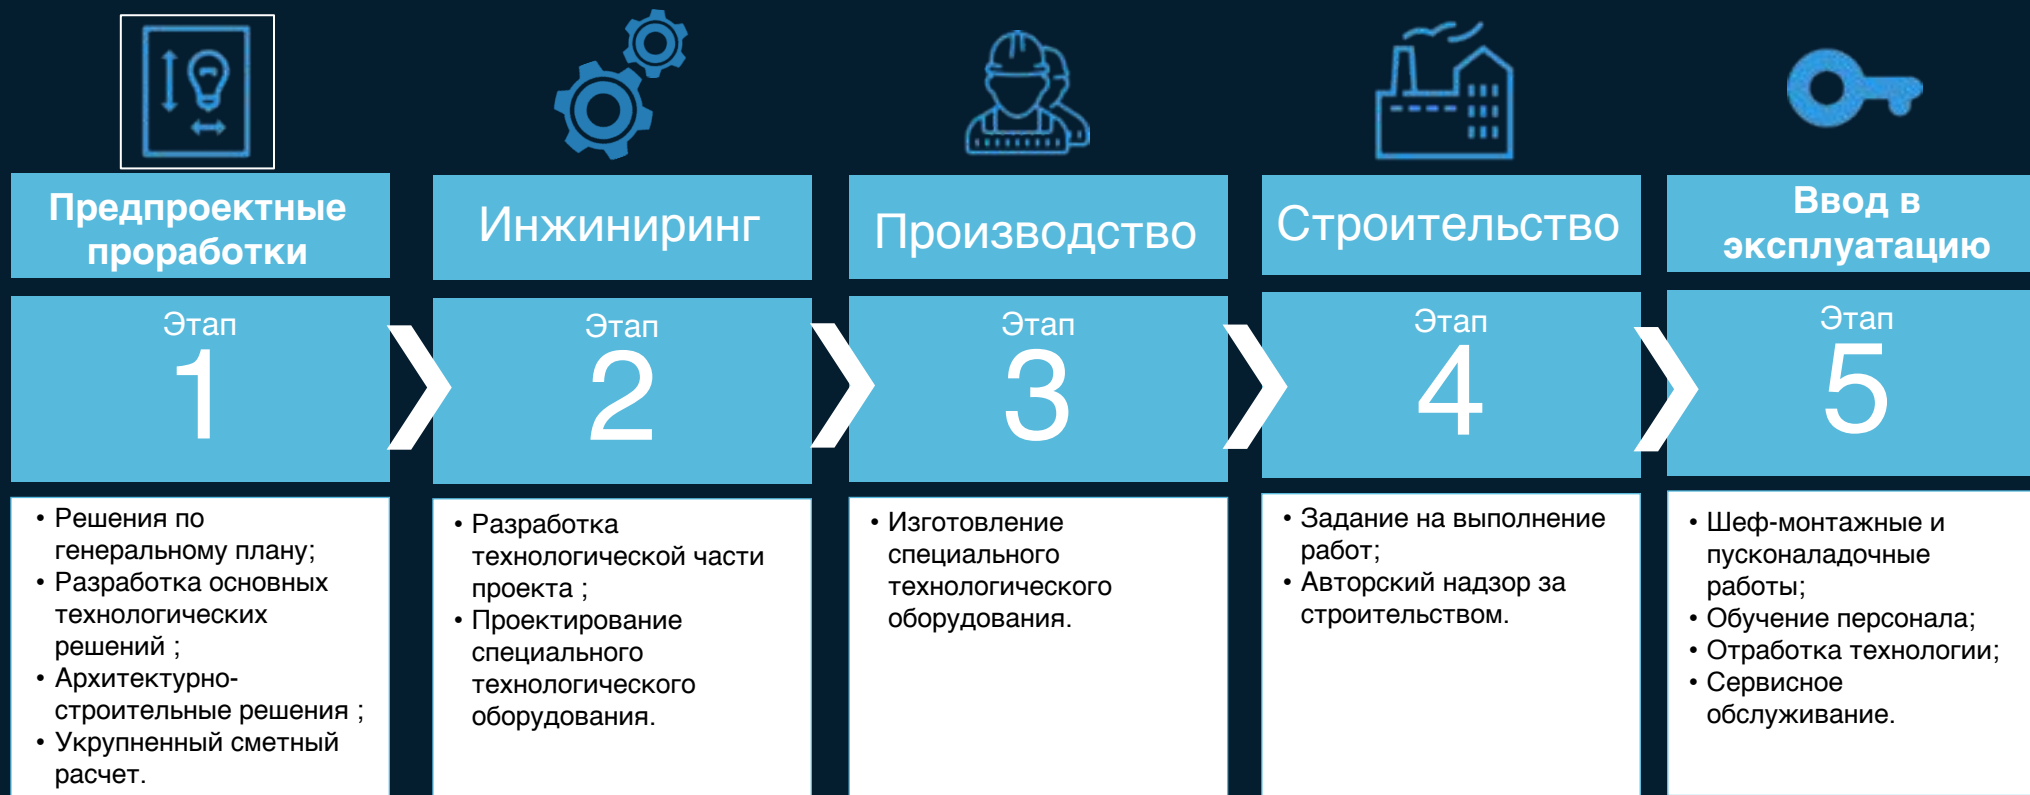 Предпроектные
проработки
Этап
1
• Решения по
генеральному плану;
• Разработка основных
технологических
решений ;
• Архитектурно-
строительные решения ;
• Укрупненный сметный
расчет.
Инжиниринг
Этап
2
• Разработка
технологической части
проекта ;
• Проектирование
специального
технологического
оборудования.
Производство
Этап
3
• Изготовление
специального
технологического
оборудования.
Строительство
Этап
4
• Задание на выполнение
работ;
• Авторский надзор за
строительством.
Ввод в
эксплуатацию
Этап
5
• Шеф-монтажные и
пусконаладочные
работы;
• Обучение персонала;
• Отработка технологии;
• Сервисное
обслуживание.